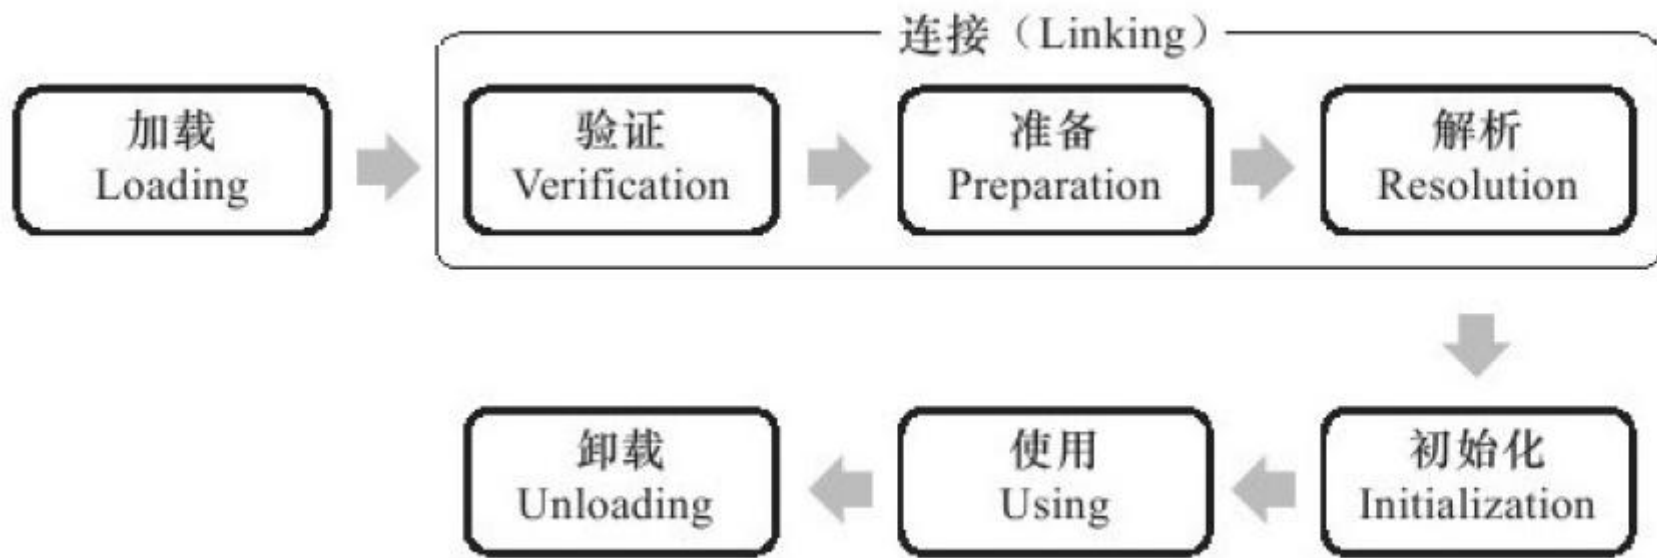 连接（Linking）
加载
Loading
验证
Verification
准备
Preparation
解析
Resolution
初始化
Initialization
使用
Using
卸载
Unloading